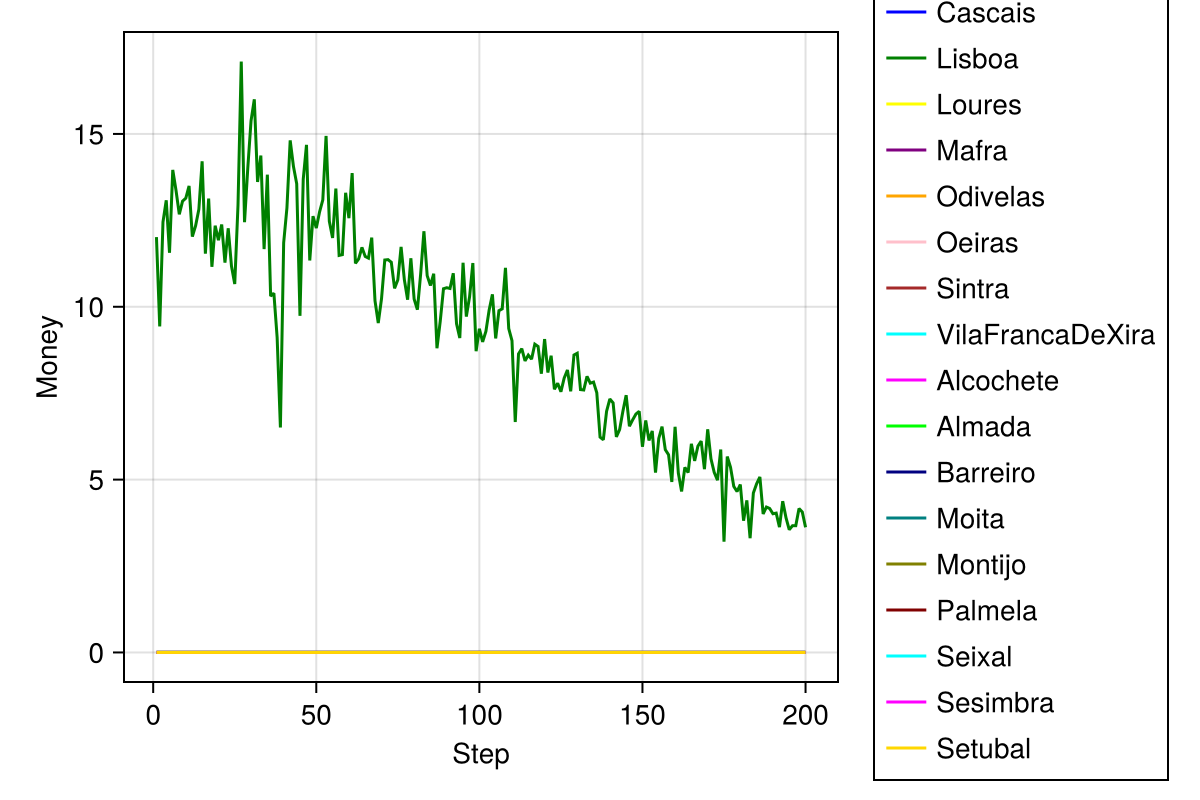 15
10
5
0
Money
0 50 100 150 200
Step
Cascais
Lisboa
Loures
Mafra
Odivelas
Oeiras
Sintra
VilaFrancaDeXira
Alcochete
Almada
Barreiro
Moita
Montijo
Palmela
Seixal
Sesimbra
Setubal